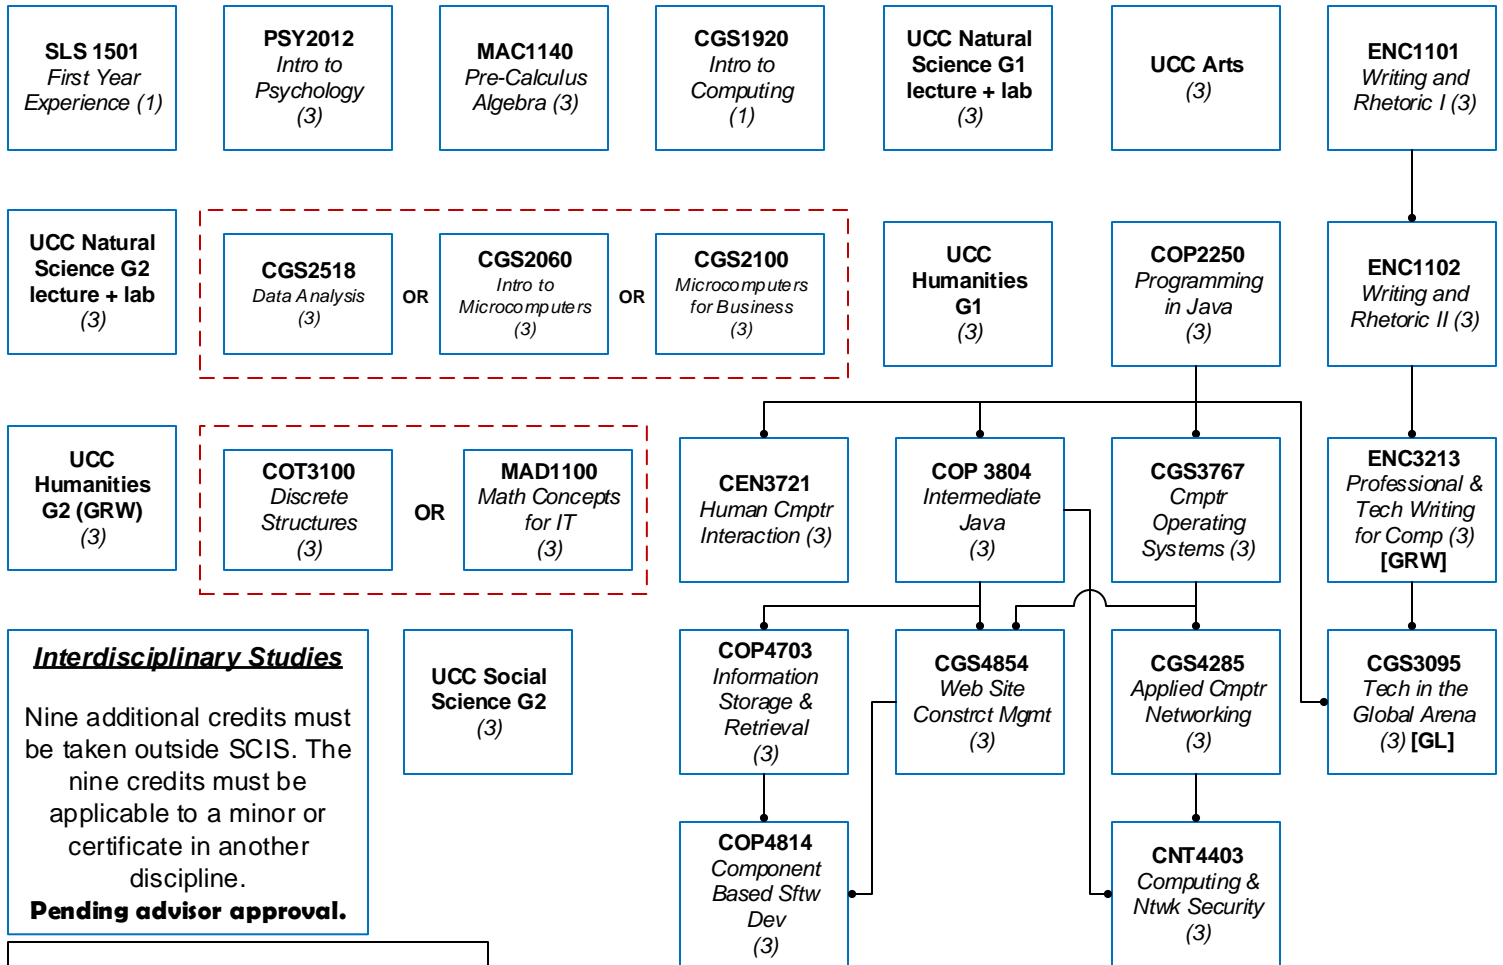 SLS 1501
First Year
Experience (1)
PSY2012
Intro to
Psychology
(3)
MAC1140
Pre-Calculus
Algebra (3)
CGS1920
Intro to
Computing
(1)
UCC Natural
Science G1
lecture + lab
(3)
UCC Arts
(3)
ENC1101
Writing and
Rhetoric I (3)
UCC Natural
Science G2
lecture + lab
(3)
CGS2518
Data Analysis
(3)
OR
CGS2060
Intro to
Microcomputers
(3)
OR
CGS2100
Microcomputers
for Business
(3)
UCC
Humanities
G1
(3)
COP2250
Programming
in Java
(3)
ENC1102
Writing and
Rhetoric II (3)
UCC
Humanities
G2 (GRW)
(3)
COT3100
Discrete
Structures
(3)
OR
MAD1100
Math Concepts
for IT
(3)
CEN3721
Human Cmptr
Interaction (3)
COP 3804
Intermediate
Java
(3)
CGS3767
Cmptr
Operating
Systems (3)
ENC3213
Professional &
Tech Writing
for Comp (3)
[GRW]
Interdisciplinary Studies
Nine additional credits must
be taken outside SCIS. The
nine credits must be
applicable to a minor or
certificate in another
discipline.
Pending advisor approval.
UCC Social
Science G2
(3)
COP4703
Information
Storage &
Retrieval
(3)
CGS4854
Web Site
Constrct Mgmt
(3)
CGS4285
Applied Cmptr
Networking
(3)
CGS3095
Tech in the
Global Arena
(3) [GL]
COP4814
Component
Based Sftw
Dev
(3)
CNT4403
Computing &
Ntwk Security
(3)